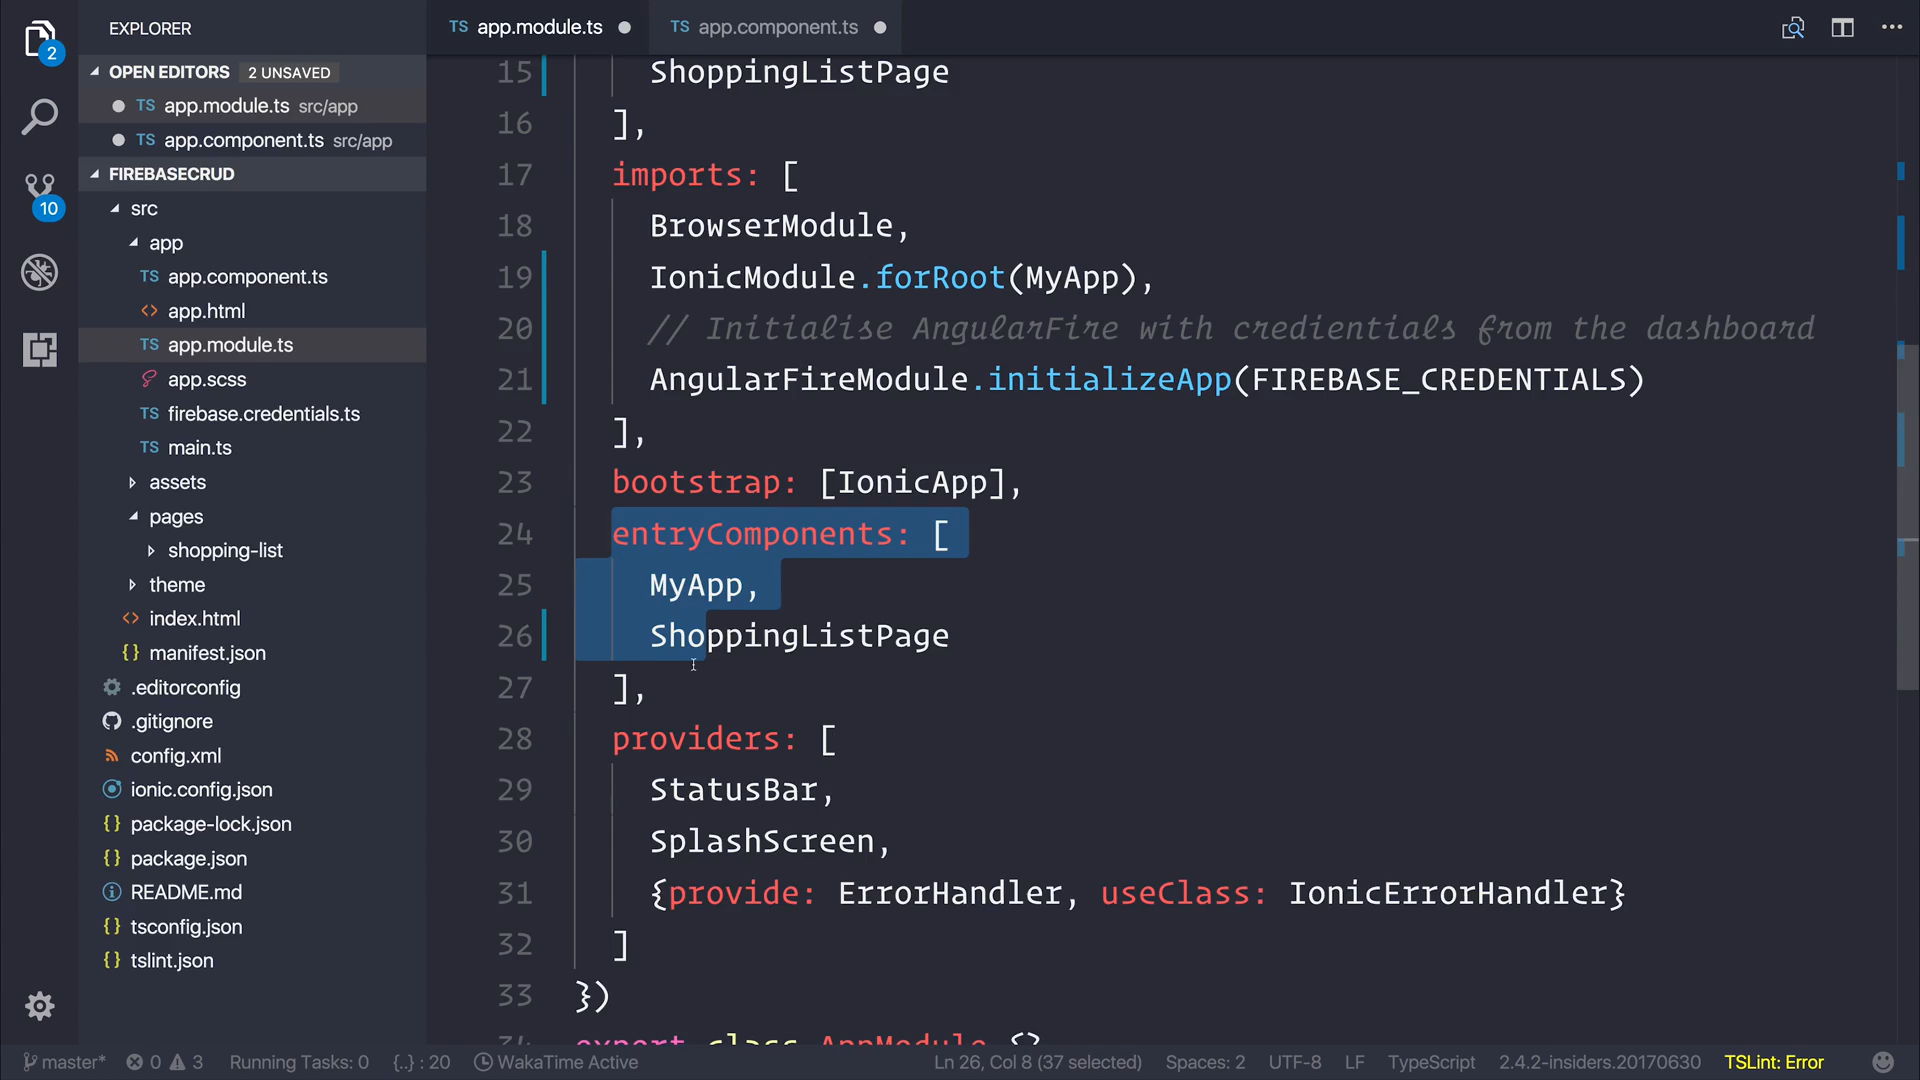 EXPLORER
TS app.module.ts
TS app.component.ts
2
OPEN EDITORS 2 UNSAVED
TS app.module.ts src/app
TS app.component.ts src/app
FIREBASECRUD
10
src
app
TS app.component.ts
<> app.html
TS app.module.ts
app.scss
TS firebase.credentials.ts
TS main.ts
assets
pages
shopping-list
theme
<> index.html
{} manifest.json
.editorconfig
.gitignore
config.xml
ionic.config.json
{} package-lock.json
{} package.json
README.md
{} tsconfig.json
{} tslint.json
15 ShoppingListPage
16 ],
17 imports: [
18 BrowserModule,
19 IonicModule.forRoot(MyApp),
20 // Initialise AngularFire with credientials from the dashboard
21 AngularFireModule.initializeApp(FIREBASE_CREDENTIALS)
22 ],
23 bootstrap: [IonicApp],
24 entryComponents: [
25 MyApp,
26 ShoppingListPage
27 ],
28 providers: [
29 StatusBar,
30 SplashScreen,
31 {provide: ErrorHandler, useClass: IonicErrorHandler}
32 ]
33 })
34 export class AppModule {}
master* 0 3 Running Tasks: 0 {..} : 20 WakaTime Active Ln 26, Col 8 (37 selected) Spaces: 2 UTF-8 LF TypeScript 2.4.2-insiders.20170630 TSLint: Error